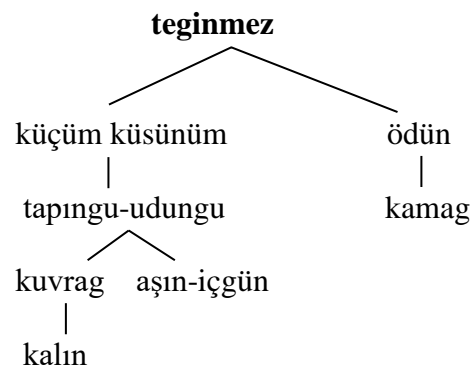 teginmez
küçüm küsünüm ödün
tapıngu-udungu kamag
kuvrag aşın-içgün
kalın